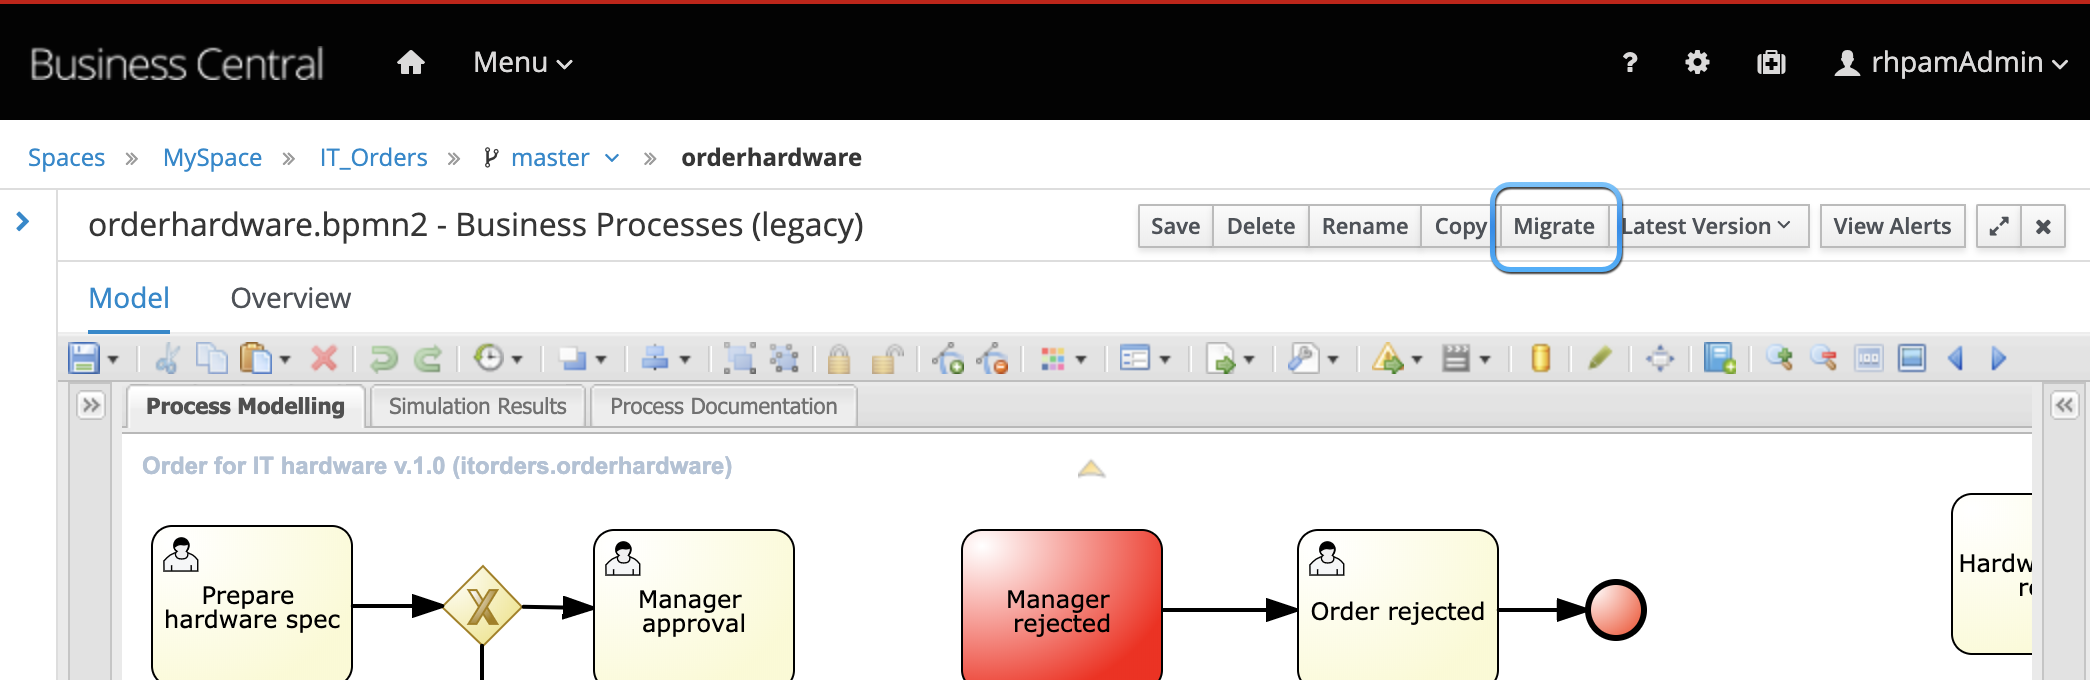 Business Central Menu ? rhpamAdmin
Spaces » MySpace » IT_Orders » master » orderhardware
orderhardware.bpmn2 - Business Processes (legacy) Save Delete Rename Copy Migrate Latest Version View Alerts
Model Overview
Process Modelling Simulation Results Process Documentation
Order for IT hardware v.1.0 (itorders.orderhardware)
Prepare
hardware spec
X
Manager
approval
Manager
rejected
Order rejected
Hardw